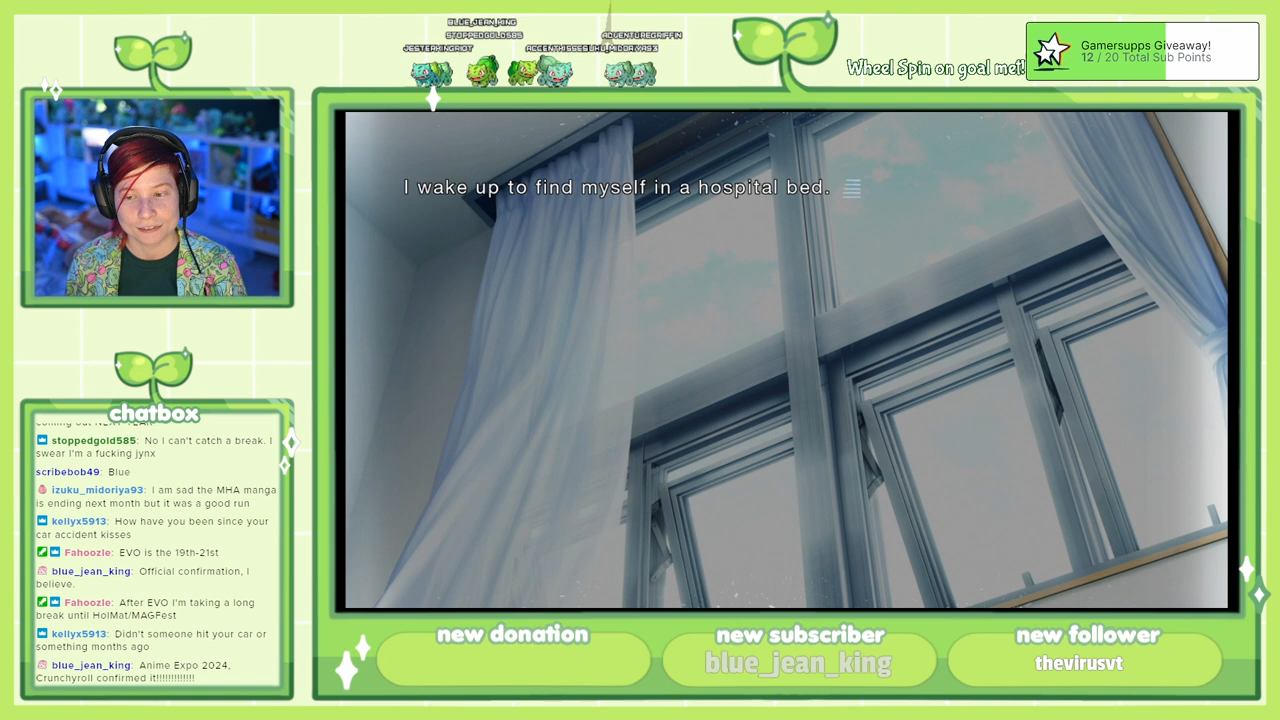 BLUE_JEAN_KING
STOPPEDGOLD585
ADVENTUREGRIFFIN
JESTERKINGRIOT
Wheel Spin on goal met!
Gamersupps Giveaway!
12 / 20 Total Sub Points
I wake up to find myself in a hospital bed.
chatbox
stoppedgold585: No I can't catch a break. I
swear I'm a fucking jynx
scribebob49: Blue
izuku_midoriya93: I am sad the MHA manga
is ending next month but it was a good run
kellyx5913: How have you been since your
car accident kisses
Fahoozle: EVO is the 19th-21st
blue_jean_king: Official confirmation, I
believe.
Fahoozle: After EVO I'm taking a long
break until HolMat/MAGFest
kellyx5913: Didn't someone hit your car or
something months ago
blue_jean_king: Anime Expo 2024,
Crunchyroll confirmed it!!!!!!!!!!!!!
new donation
new subscriber
blue_jean_king
new follower
thevirusvt